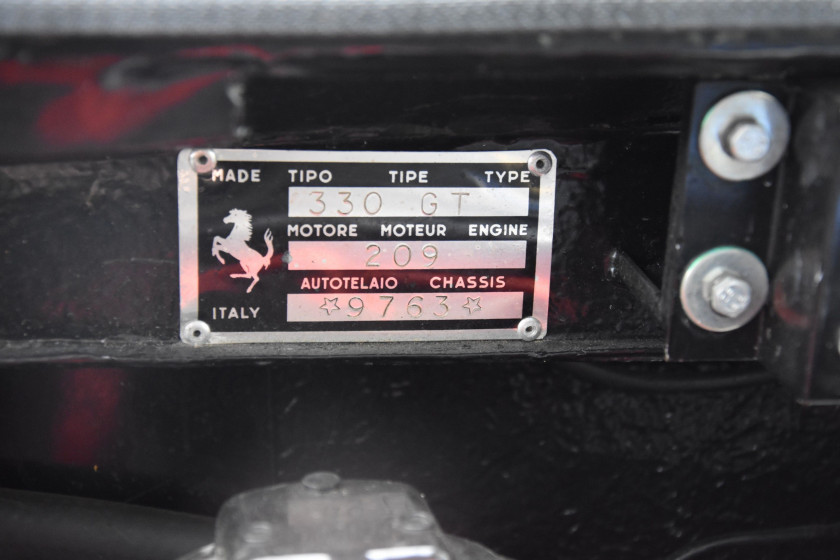 MADE TIPO TIPE TYPE
330 GT
MOTORE MOTEUR ENGINE
209
AUTOTELAIO CHASSIS
ITALY ☆9763☆